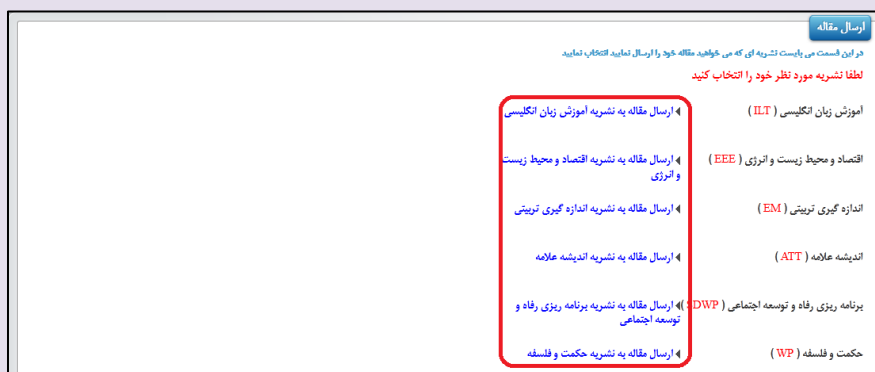 ارسال مقاله
در این قسمت می بایست نشریه ای که می خواهید مقاله خود را ارسال نمایید انتخاب نمایید
لطفا نشریه مورد نظر خود را انتخاب کنید
آموزش زبان انگلیسی ( ILT ) ارسال مقاله به نشریه آموزش زبان انگلیسی
اقتصاد و محیط زیست و انرژی ( EEE ) ارسال مقاله به نشریه اقتصاد و محیط زیست
و انرژی
اندازه گیری تربیتی ( EM ) ارسال مقاله به نشریه اندازه گیری تربیتی
اندیشه علامه ( ATT ) ارسال مقاله به نشریه اندیشه علامه
برنامه ریزی رفاه و توسعه اجتماعی ( SDWP ) ارسال مقاله به نشریه برنامه ریزی رفاه و
توسعه اجتماعی
حکمت و فلسفه ( WP ) ارسال مقاله به نشریه حکمت و فلسفه